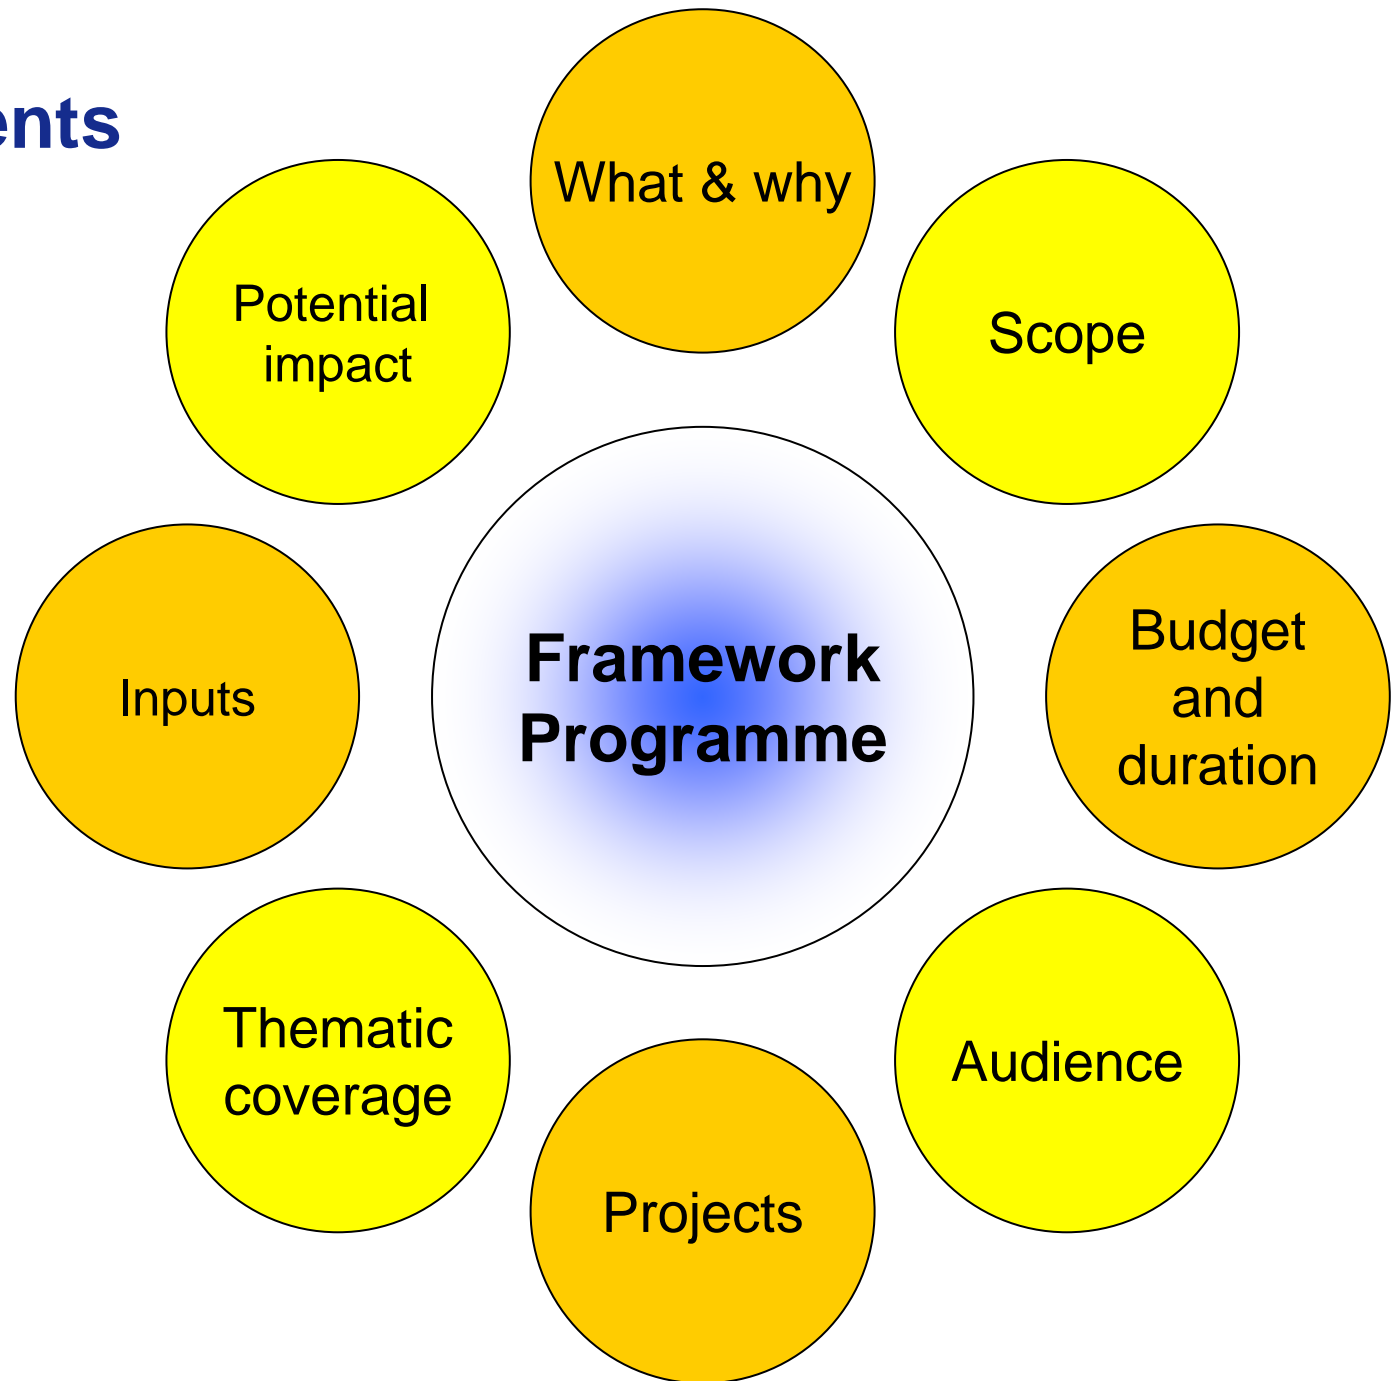 ents
What & why
Potential
impact
Scope
Framework
Programme
Inputs
Budget
and
duration
Thematic
coverage
Audience
Projects